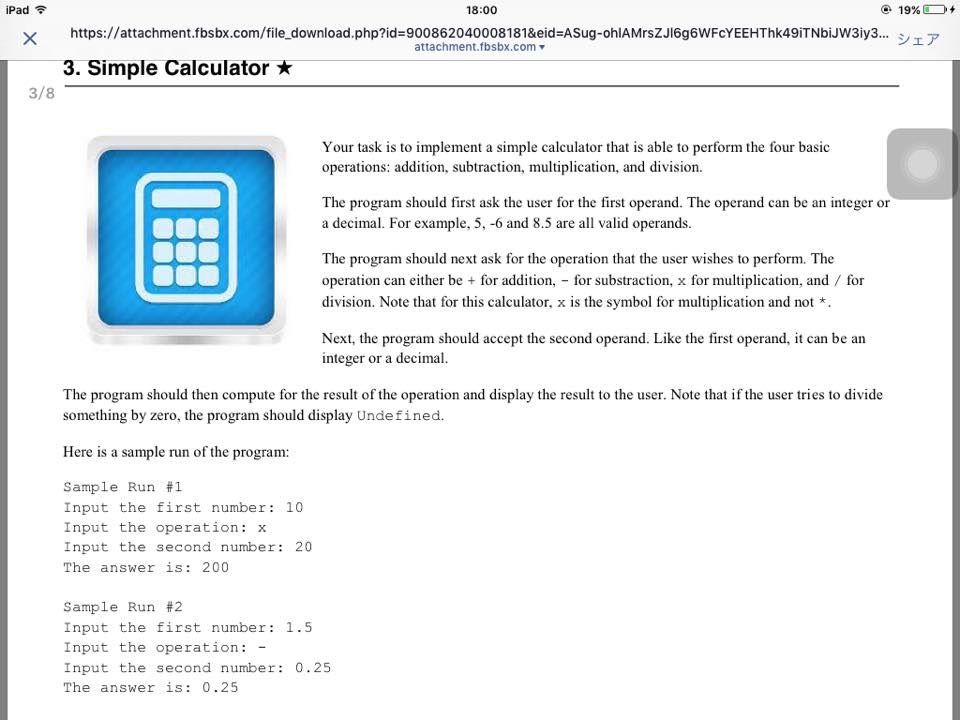 iPad 18:00 19%
https://attachment.fbsbx.com/file_download.php?id=900862040008181&eid=ASug-ohlAMrsZJl6g6WFcYEEHThk49iTNbiJW3iy3... シェア
attachment.fbsbx.com
3. Simple Calculator ★
3/8
Your task is to implement a simple calculator that is able to perform the four basic
operations: addition, subtraction, multiplication, and division.
The program should first ask the user for the first operand. The operand can be an integer or
a decimal. For example, 5, -6 and 8.5 are all valid operands.
The program should next ask for the operation that the user wishes to perform. The
operation can either be + for addition, - for substraction, x for multiplication, and / for
division. Note that for this calculator, x is the symbol for multiplication and not *.
Next, the program should accept the second operand. Like the first operand, it can be an
integer or a decimal.
The program should then compute for the result of the operation and display the result to the user. Note that if the user tries to divide
something by zero, the program should display Undefined.
Here is a sample run of the program:
Sample Run #1
Input the first number: 10
Input the operation: x
Input the second number: 20
The answer is: 200
Sample Run #2
Input the first number: 1.5
Input the operation: -
Input the second number: 0.25
The answer is: 0.25